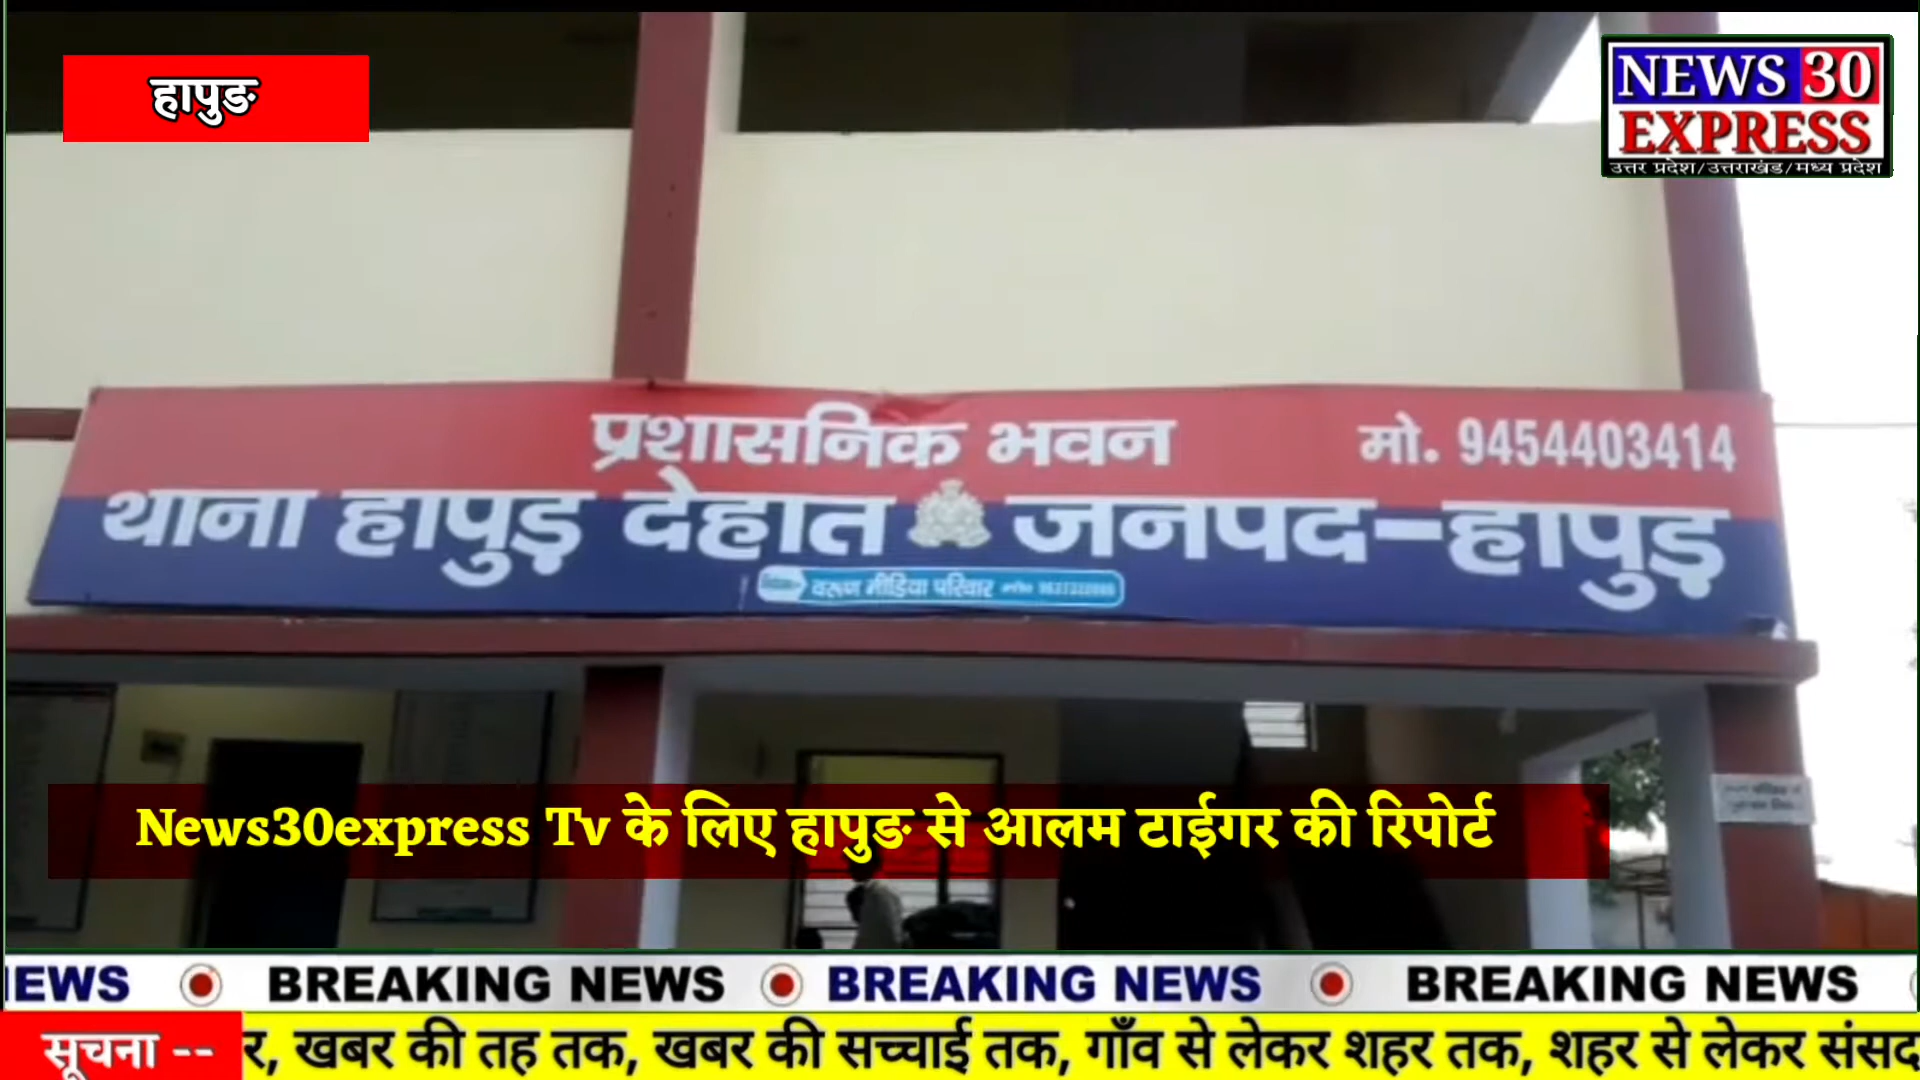 हापुङ
NEWS 30
EXPRESS
उत्तर प्रदेश/उत्तराखंड/मध्य प्रदेश
प्रशासनिक भवन
मो. 9454403414
थाना हापुड़ देहात जनपद-हापुड़
वरुण मीडिया परिवार
News30express Tv के लिए हापुङ से आलम टाईगर की रिपोर्ट
IEWS BREAKING NEWS BREAKING NEWS BREAKING NEWS
सूचना -- र, खबर की तह तक, खबर की सच्चाई तक, गाँव से लेकर शहर तक, शहर से लेकर संसद